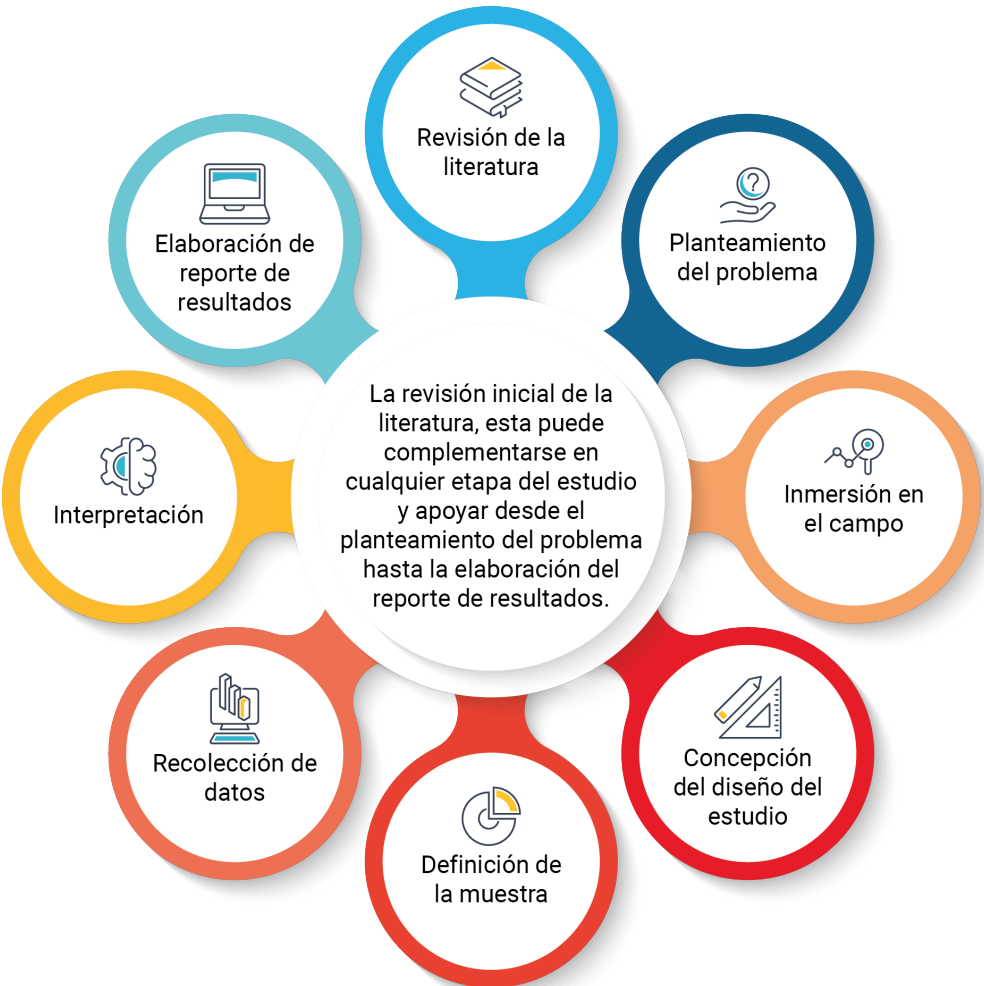 Revisión de la
literatura
Planteamiento
del problema
Inmersión en
el campo
Concepción
del diseño del
estudio
Definición de
la muestra
Recolección de
datos
Interpretación
Elaboración de
reporte de
resultados
La revisión inicial de la
literatura, esta puede
complementarse en
cualquier etapa del estudio
y apoyar desde el
planteamiento del problema
hasta la elaboración del
reporte de resultados.
?